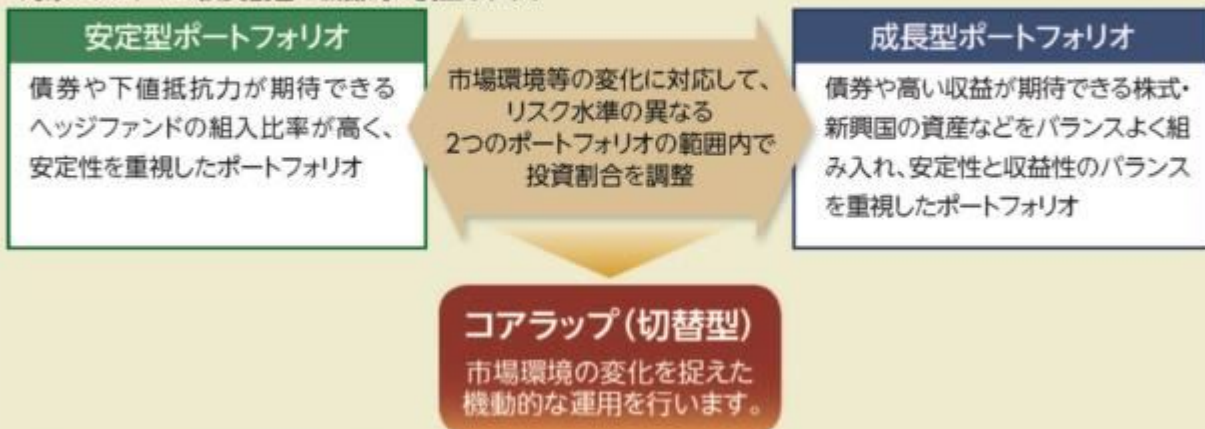 安定型ポートフォリオ
債券や下値抵抗力が期待できる
ヘッジファンドの組入比率が高く、
安定性を重視したポートフォリオ
市場環境等の変化に対応して、
リスク水準の異なる
2つのポートフォリオの範囲内で
投資割合を調整
成長型ポートフォリオ
債券や高い収益が期待できる株式・
新興国の資産などをバランスよく組
み入れ、安定性と収益性のバランス
を重視したポートフォリオ
コアラップ(切替型)
市場環境の変化を捉えた
機動的な運用を行います。